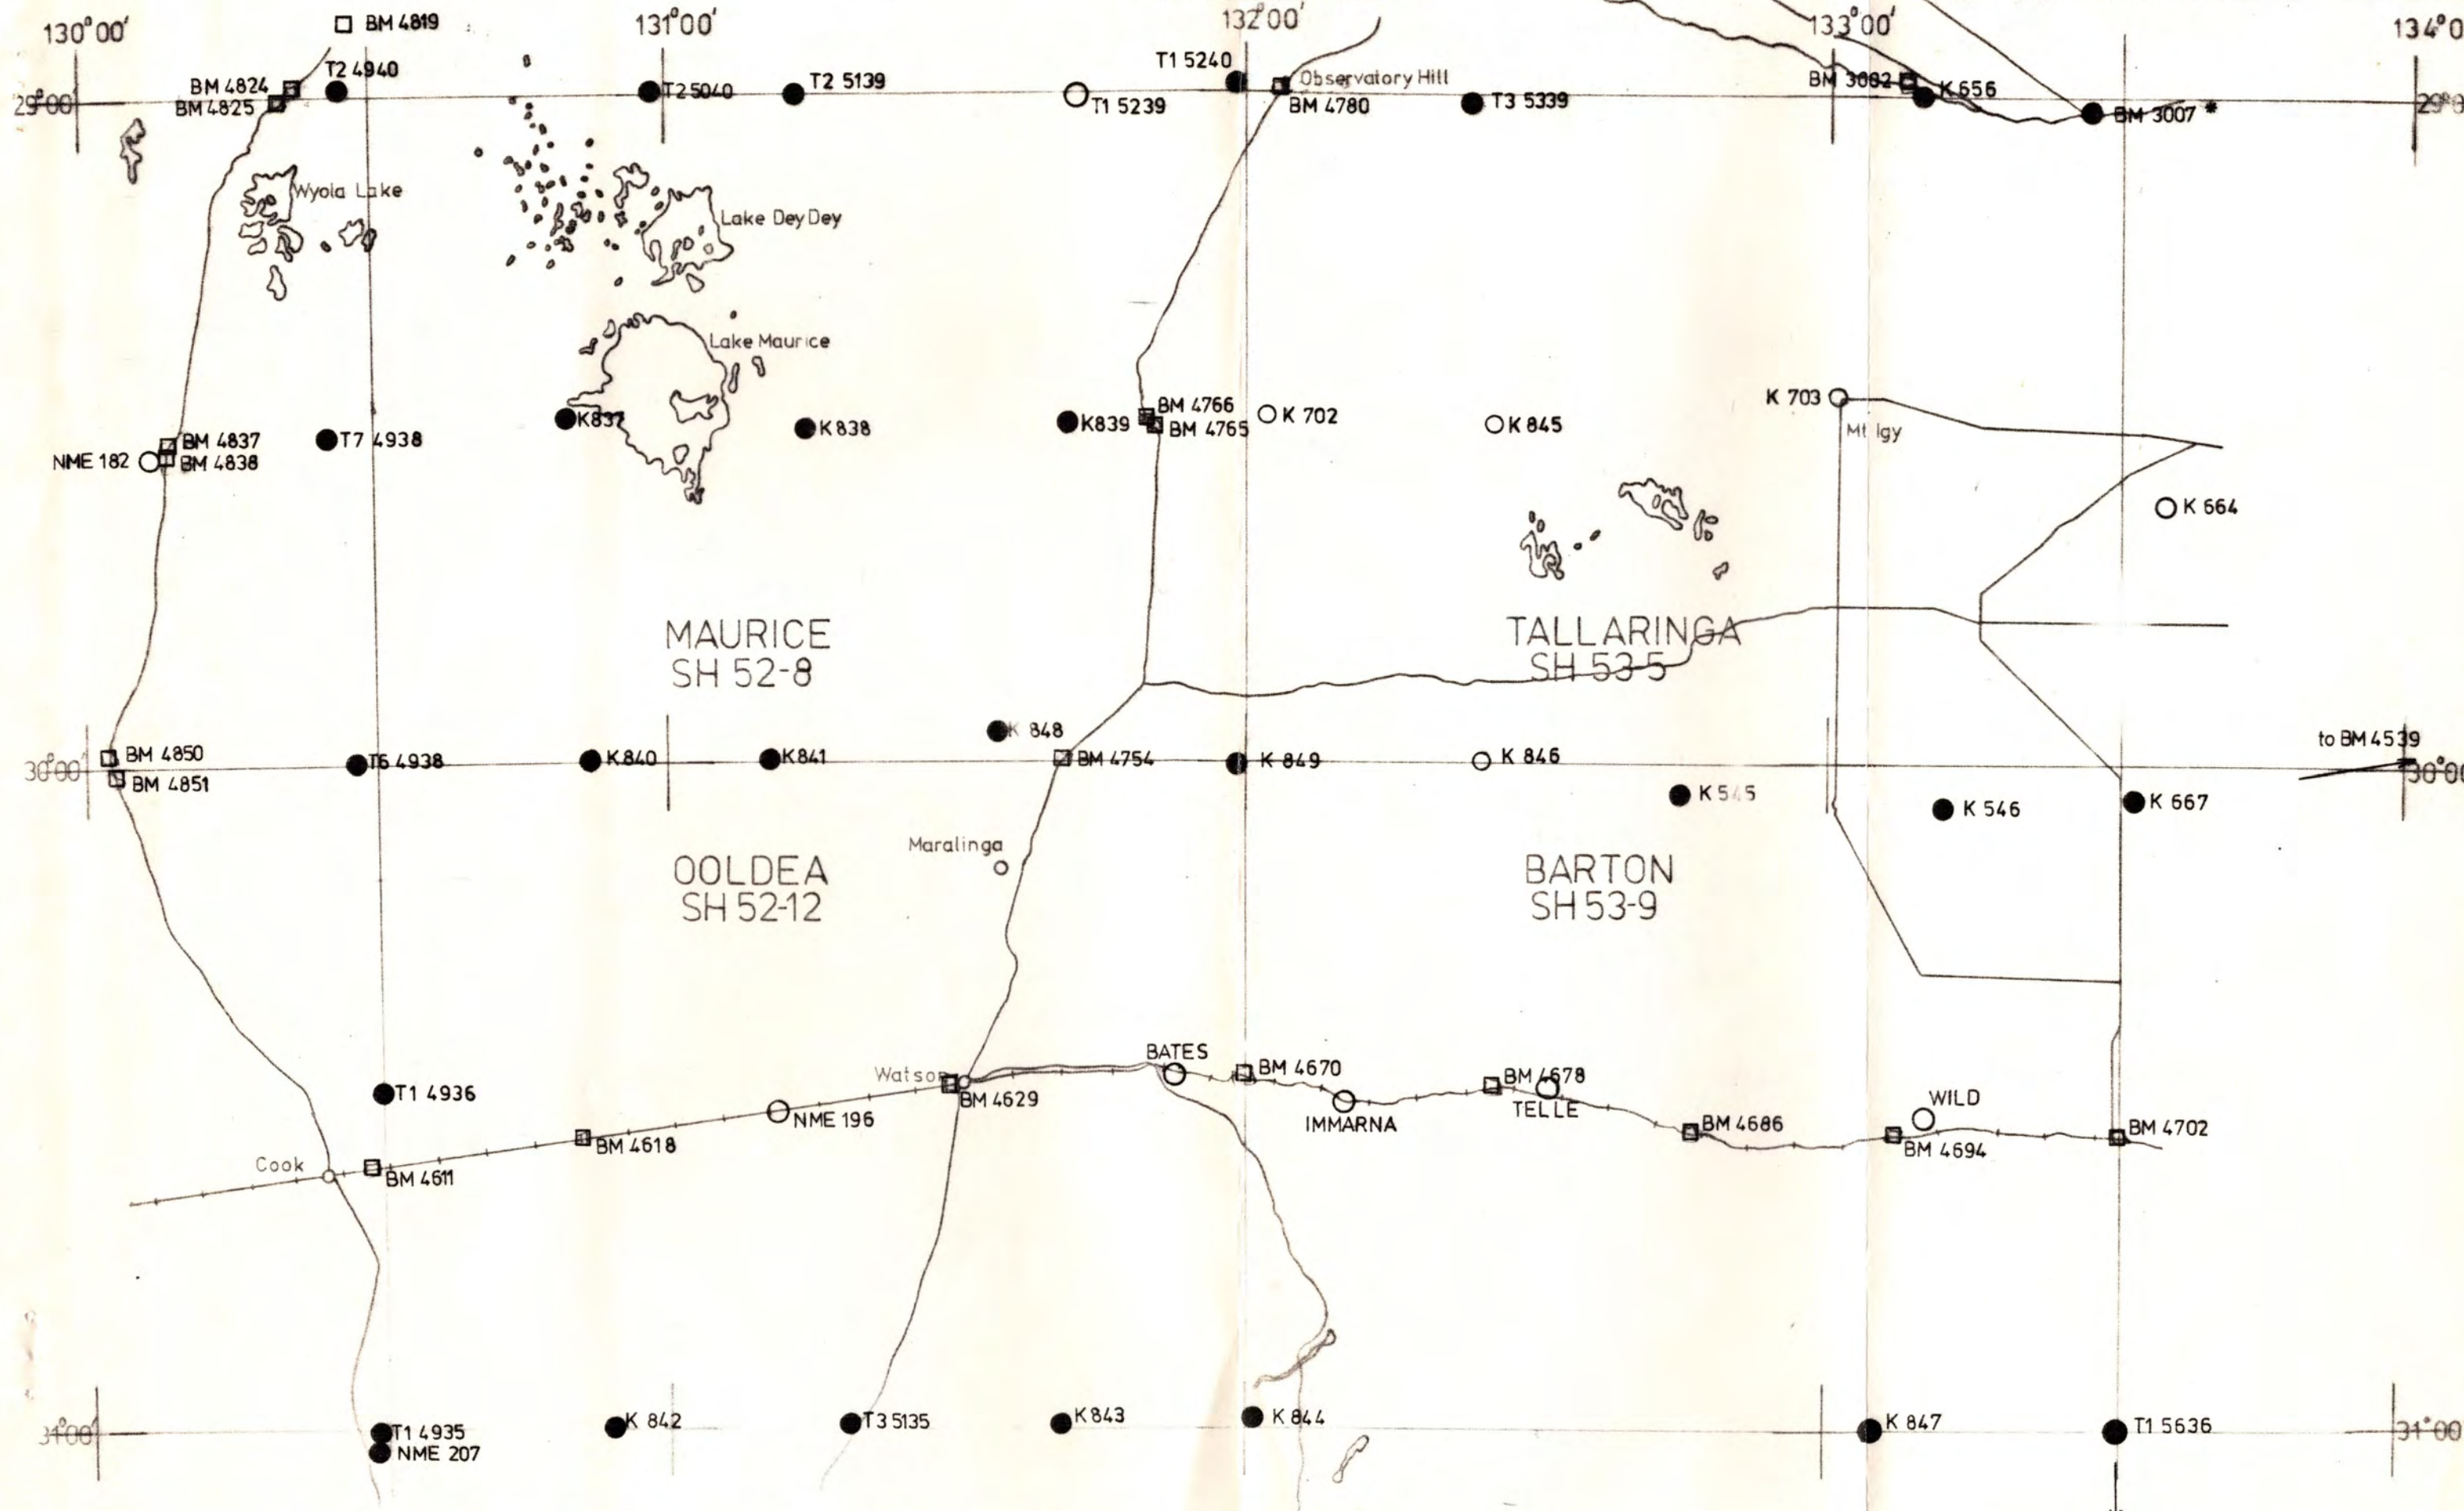 130°00'
BM 4819
131°00'
132°00'
133°00'
134°0
29°00'
BM 4824
BM 4825
T2 4940
T2 5040
T2 5139
T1 5239
T1 5240
Observatory Hill
BM 4780
T3 5339
K 656
BM 3007 *
29°0
Wyola Lake
Lake Dey Dey
Lake Maurice
NME 182
BM 4837
BM 4838
T7 4938
K837
K838
K839
BM 4766
BM 4765
K 702
K 845
K 703
K 664
MAURICE
SH 52-8
TALLARINGA
SH 53-5
K 848
30°00'
BM 4850
BM 4851
T6 4938
K840
K841
BM 4754
K 849
K 846
to BM 4539
30°00
K 545
K 546
K 667
Maralinga
OOLDEA
SH 52-12
BARTON
SH 53-9
T1 4936
Cook
BM 4611
BM 4618
NME 196
Watson
BM 4629
BATES
BM 4670
IMMARNA
BM 4678
TELLE
BM 4686
WILD
BM 4694
BM 4702
31°00'
T1 4935
NME 207
K 842
T3 5135
K 843
K 844
K 847
T1 5636
31°00